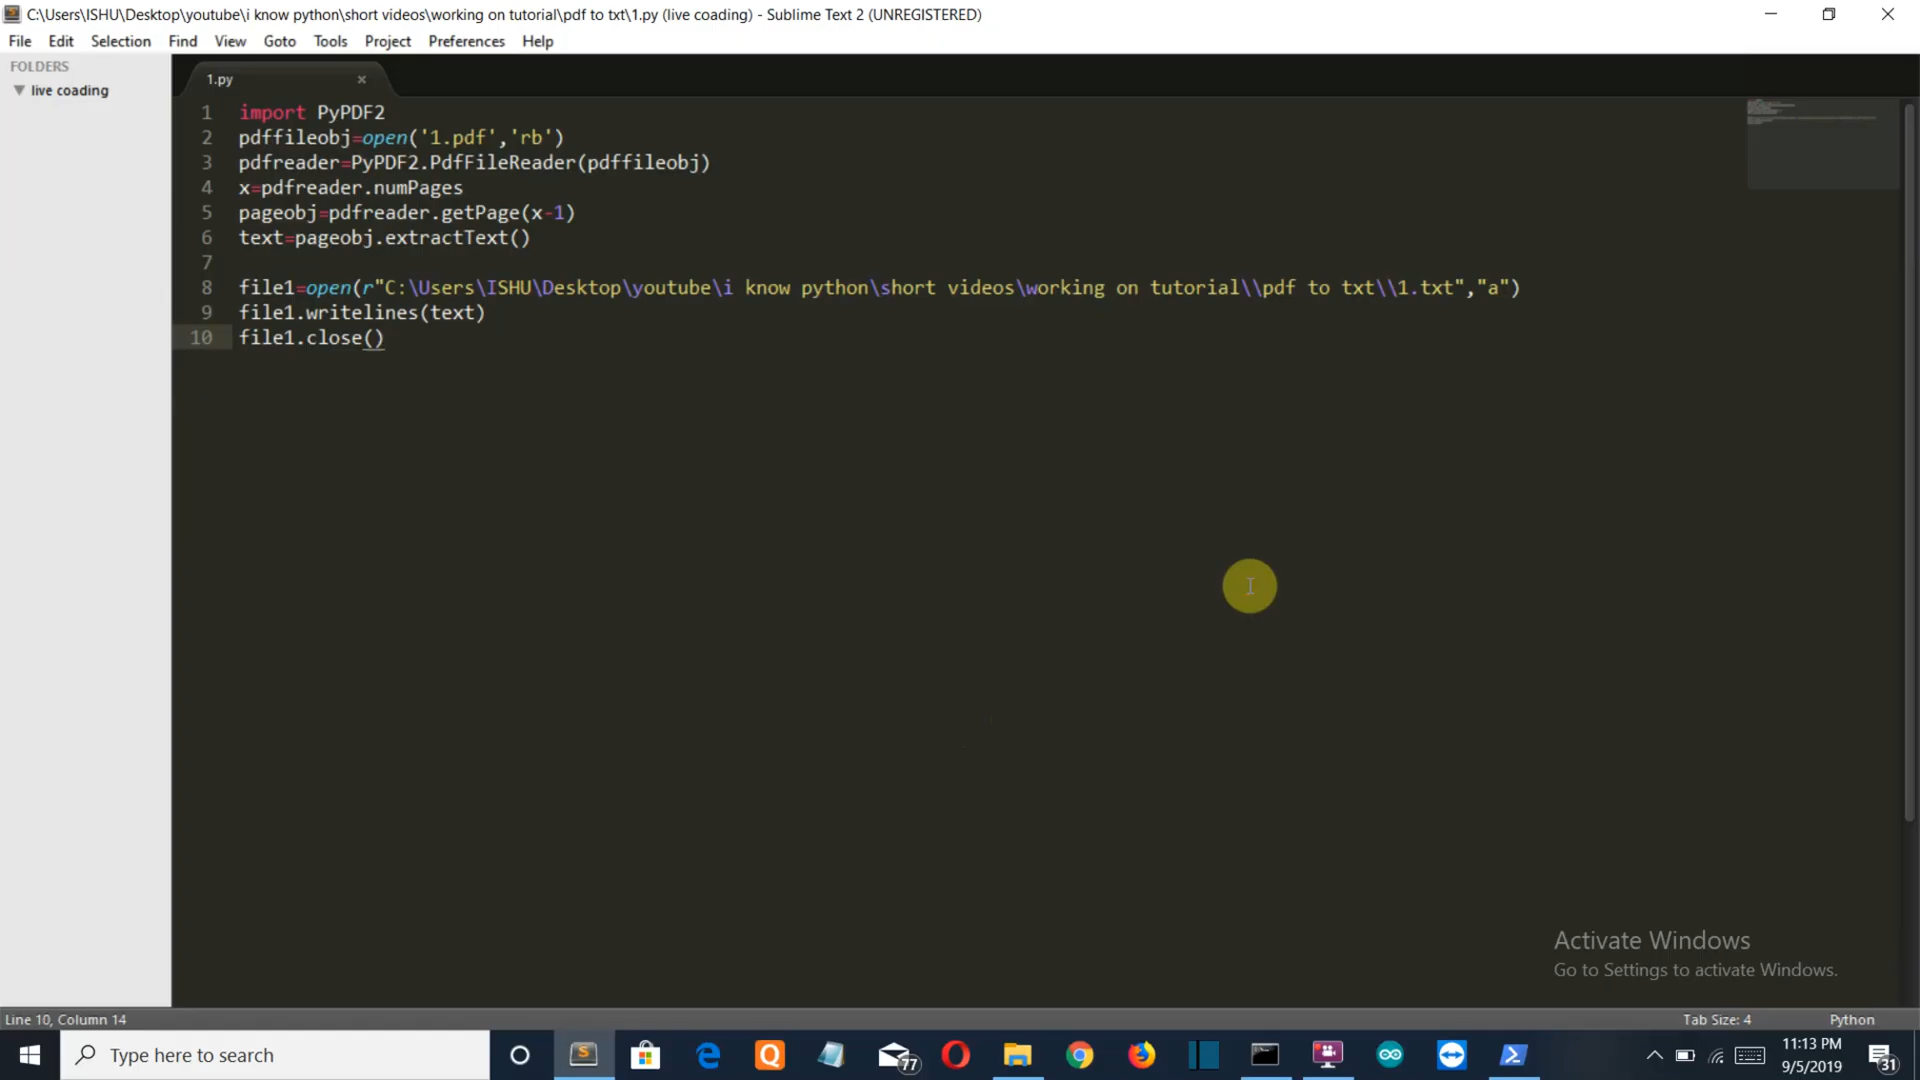 C:\Users\ISHU\Desktop\youtube\i know python\short videos\working on tutorial\pdf to txt\1.py (live coading) - Sublime Text 2 (UNREGISTERED)
File Edit Selection Find View Goto Tools Project Preferences Help
FOLDERS
live coading
1.py
1 import PyPDF2
2 pdffileobj=open('1.pdf','rb')
3 pdfreader=PyPDF2.PdfFileReader(pdffileobj)
4 x=pdfreader.numPages
5 pageobj=pdfreader.getPage(x-1)
6 text=pageobj.extractText()
7
8 file1=open(r"C:\Users\ISHU\Desktop\youtube\i know python\short videos\working on tutorial\\pdf to txt\\1.txt","a")
9 file1.writelines(text)
10 file1.close()
Activate Windows
Go to Settings to activate Windows.
Line 10, Column 14
Tab Size: 4 Python
Type here to search
77
11:13 PM
9/5/2019
31